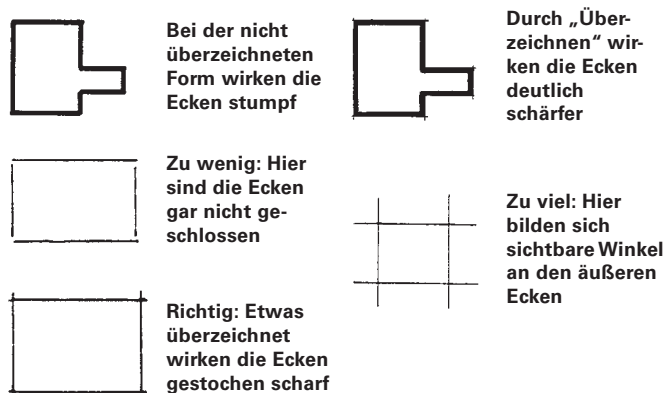 Bei der nicht
überzeichneten
Form wirken die
Ecken stumpf
Durch „Über-
zeichnen“ wir-
ken die Ecken
deutlich
schärfer
Zu wenig: Hier
sind die Ecken
gar nicht ge-
schlossen
Zu viel: Hier
bilden sich
sichtbare Winkel
an den äußeren
Ecken
Richtig: Etwas
überzeichnet
wirken die Ecken
gestochen scharf